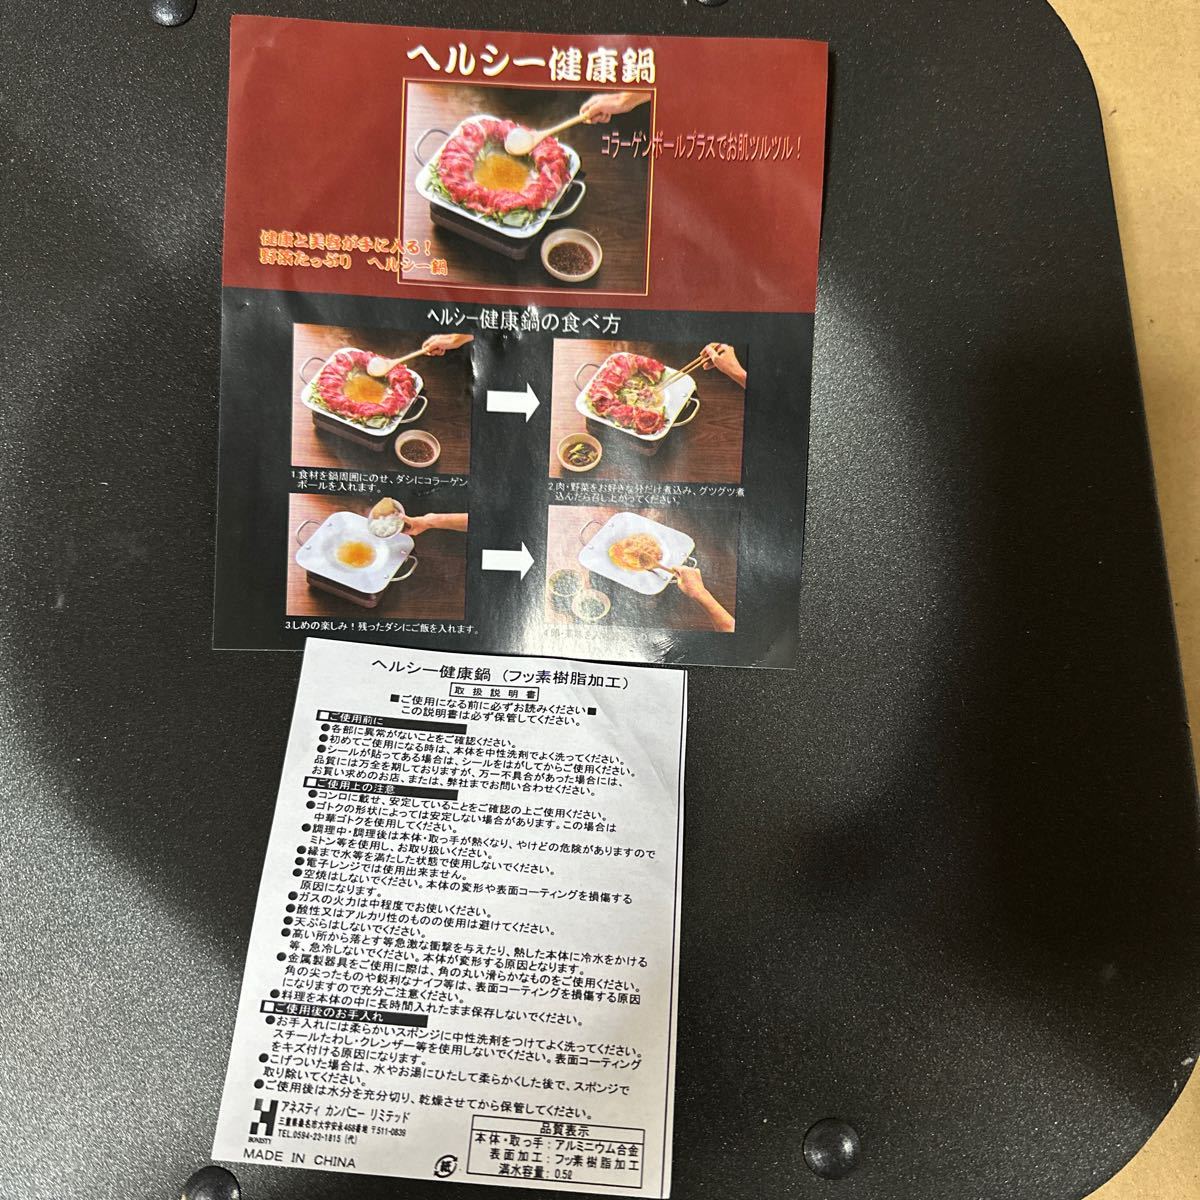 ヘルシー健康鍋
コラーゲンボールプラスでお肌ツルツル！
健康と美容が手に入る！
野菜たっぷり ヘルシー鍋
ヘルシー健康鍋の食べ方
1.食材を鍋周囲にのせ、ダシにコラーゲン
ボールを入れます。
2.肉・野菜をお好きな分だけ煮込み、グツグツ煮
込んだら召し上がってください。
3.しめの楽しみ！残ったダシにご飯を入れます。
ヘルシー健康鍋（フッ素樹脂加工）
取扱説明書
■ご使用になる前に必ずお読みください■
この説明書は必ず保管してください。
■ご使用前に
●各部に異常がないことをご確認ください。
●初めてご使用になる時は、本体を中性洗剤でよく洗ってください。
●シールが貼ってある場合は、シールをはがしてからご使用ください。
品質には万全を期しておりますが、万一不具合があった場合には、
お買い求めのお店、または、弊社までお問い合わせください。
■ご使用上の注意
●コンロに載せ、安定していることをご確認の上ご使用ください。
●ゴトクの形状によっては安定しない場合があります。この場合は
中華ゴトクを使用してください。
●調理中・調理後は本体・取っ手が熱くなり、やけどの危険がありますので
ミトン等を使用し、お取り扱いください。
●縁まで水等を満たした状態で使用しないでください。
●電子レンジでは使用出来ません。
●空焼はしないでください。本体の変形や表面コーティングを損傷する
原因になります。
●ガスの火力は中程度でお使いください。
●酸性又はアルカリ性のものの使用は避けてください。
●天ぷらはしないでください。
●高い所から落とす等急激な衝撃を与えたり、熱した本体に冷水をかける
等、急冷しないでください。本体が変形する原因となります。
●金属製器具をご使用に際は、角の丸い滑らかなものをご使用ください。
角の尖ったものや鋭利なナイフ等は、表面コーティングを損傷する原因
になりますので充分ご注意ください。
●料理を本体の中に長時間入れたまま保存しないでください。
■ご使用後のお手入れ
●お手入れには柔らかいスポンジに中性洗剤をつけてよく洗ってください。
スチールたわし・クレンザー等を使用しないでください。表面コーティング
をキズ付ける原因になります。
●こげついた場合は、水やお湯にひたして柔らかくした後で、スポンジで
取り除いてください。
●ご使用後は水分を充分切り、乾燥させてから保管してください。
HONESTY
アネスティ カンパニー リミテッド
三重県桑名市大字安永468番地 〒511-0839
TEL.0594-23-1815（代）
MADE IN CHINA
紙
品質表示
本体・取っ手：アルミニウム合金
表面加工：フッ素樹脂加工
満水容量：0.5ℓ